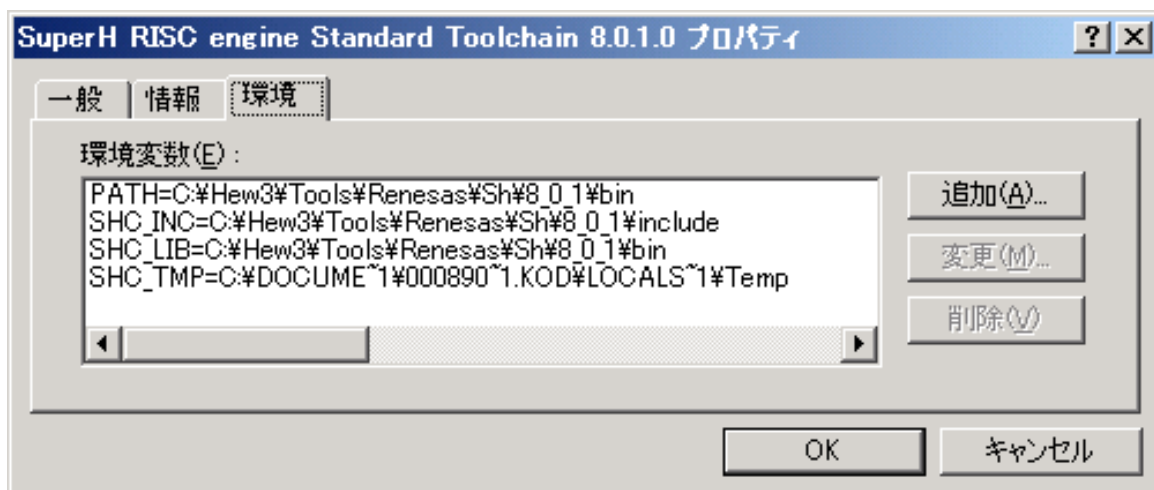 SuperH RISC engine Standard Toolchain 8.0.1.0 プロパティ
一般 情報 環境
環境変数(E):
PATH=C:¥Hew3¥Tools¥Renesas¥Sh¥8_0_1¥bin
SHC_INC=C:¥Hew3¥Tools¥Renesas¥Sh¥8_0_1¥include
SHC_LIB=C:¥Hew3¥Tools¥Renesas¥Sh¥8_0_1¥bin
SHC_TMP=C:¥DOCUME~1¥000890~1.KOD¥LOCALS~1¥Temp
追加(A)...
変更(M)...
削除(V)
OK キャンセル